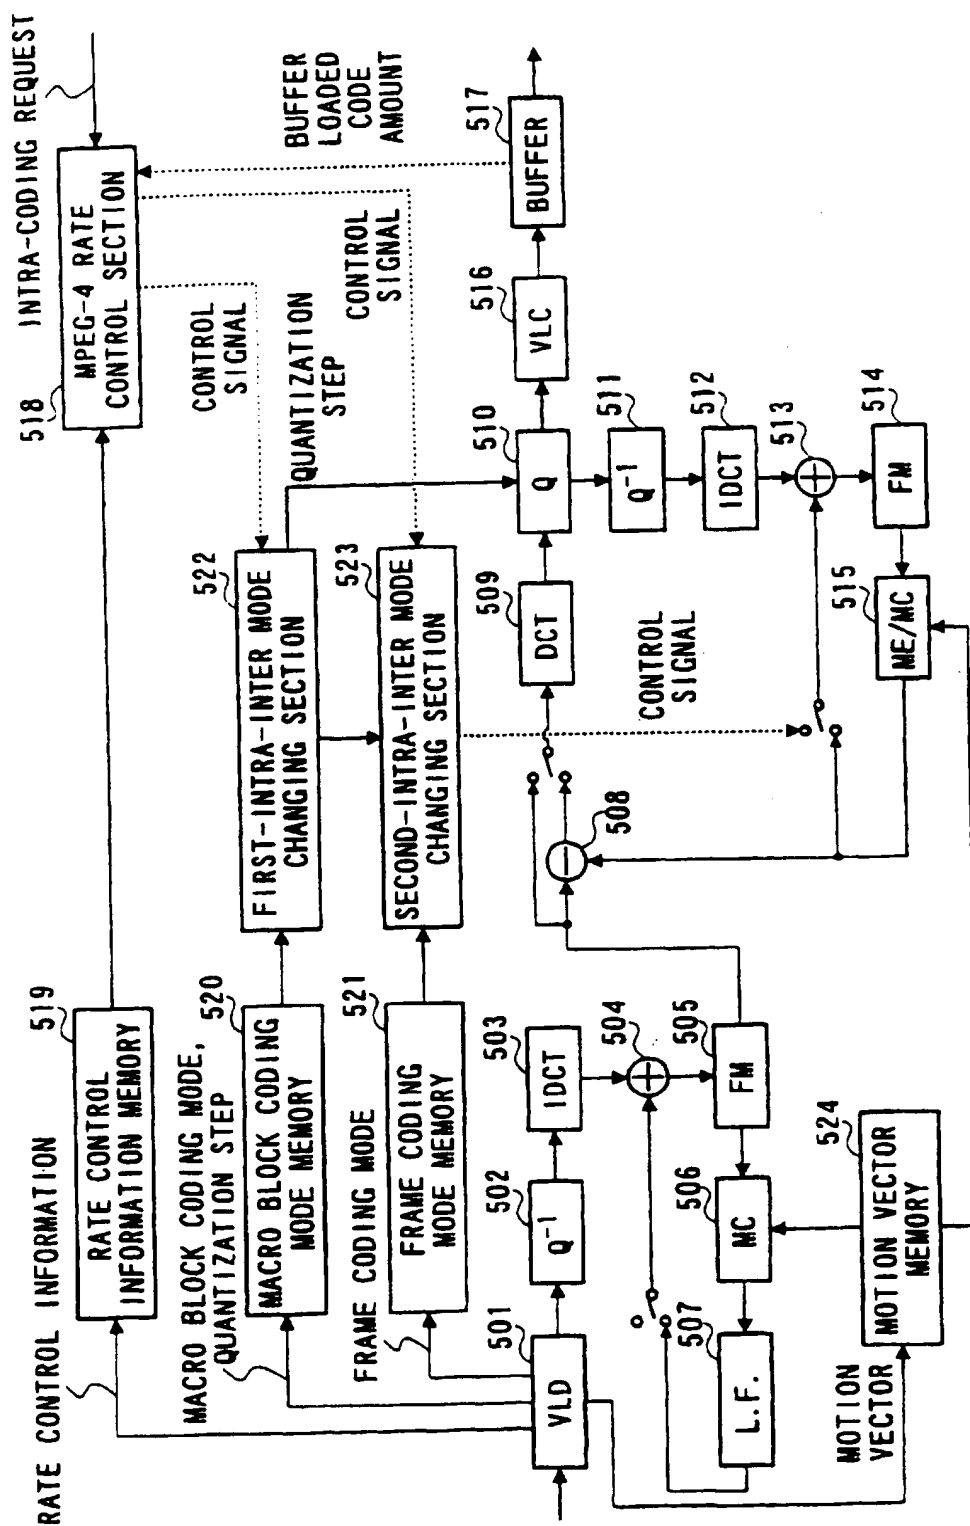 RATE CONTROL INFORMATION
INTRA-CODING REQUEST
519
RATE CONTROL
INFORMATION MEMORY
518
MPEG-4 RATE
CONTROL SECTION
MACRO BLOCK CODING MODE,
QUANTIZATION STEP
520
MACRO BLOCK CODING
MODE MEMORY
522
FIRST-INTRA-INTER MODE
CHANGING SECTION
CONTROL
SIGNAL
QUANTIZATION
STEP
CONTROL
SIGNAL
BUFFER
LOADED
CODE
AMOUNT
FRAME CODING MODE
521
FRAME CODING
MODE MEMORY
523
SECOND-INTRA-INTER MODE
CHANGING SECTION
501
VLD
502
Q⁻¹
503
IDCT
504
505
FM
506
MC
507
L.F.
MOTION
VECTOR
524
MOTION VECTOR
MEMORY
508
509
DCT
510
Q
516
VLC
517
BUFFER
511
Q⁻¹
512
IDCT
513
514
FM
515
ME/MC
CONTROL
SIGNAL